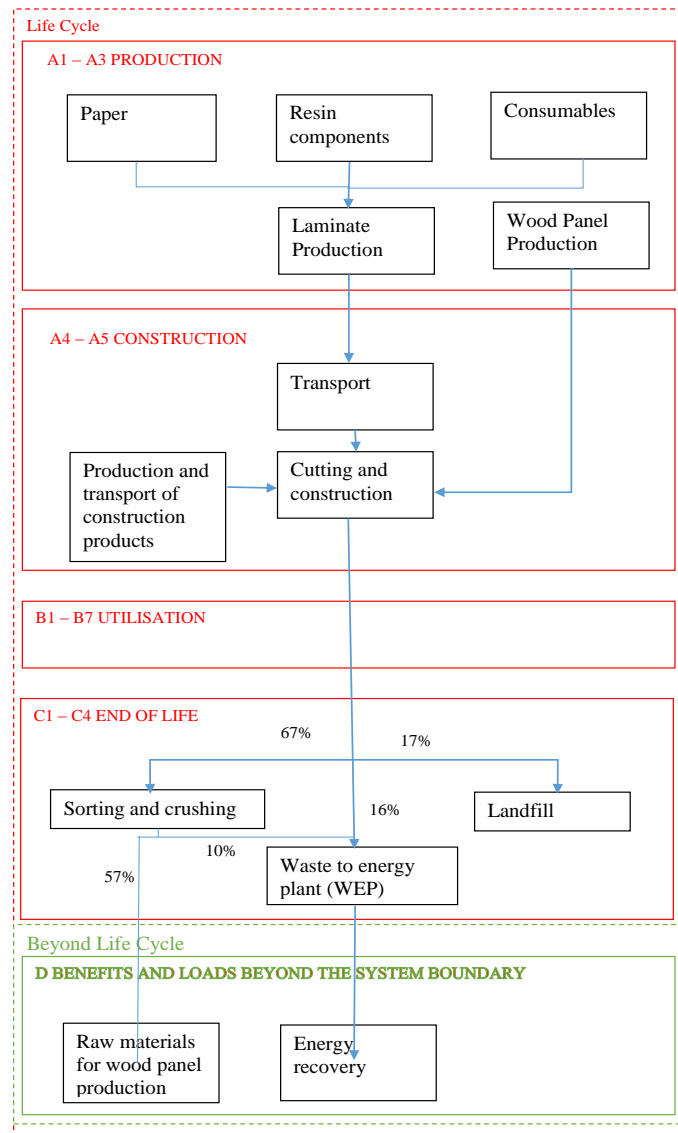 Life Cycle
A1 – A3 PRODUCTION
Paper
Resin
components
Consumables
Laminate
Production
Wood Panel
Production
A4 – A5 CONSTRUCTION
Transport
Production and
transport of
construction
products
Cutting and
construction
B1 – B7 UTILISATION
C1 – C4 END OF LIFE
67%
17%
Sorting and crushing
16%
Landfill
10%
57%
Waste to energy
plant (WEP)
Beyond Life Cycle
D BENEFITS AND LOADS BEYOND THE SYSTEM BOUNDARY
Raw materials
for wood panel
production
Energy
recovery